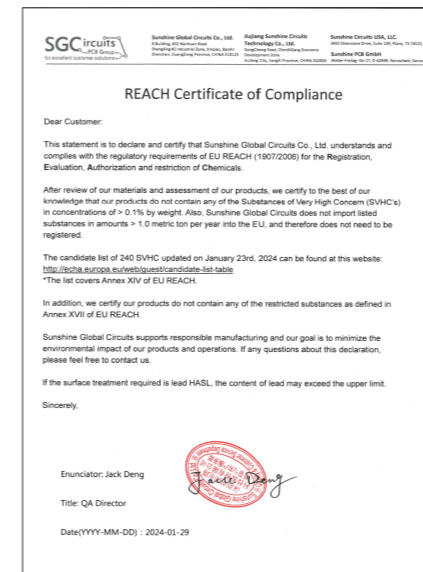 SGCircuits
PCB Group
for excellent customer solutions
Sunshine Global Circuits Co., Ltd.
Jiujiang Sunshine Circuits
Technology Co., Ltd.
Sunshine Circuits USA, LLC.
Sunshine PCB GmbH
REACH Certificate of Compliance
Dear Customer:
This statement is to declare and certify that Sunshine Global Circuits Co., Ltd. understands and
complies with the regulatory requirements of EU REACH (1907/2006) for the Registration,
Evaluation, Authorization and restriction of Chemicals.
After review of our materials and assessment of our products, we certify to the best of our
knowledge that our products do not contain any of the Substances of Very High Concern (SVHC's)
in concentrations of > 0.1% by weight. Also, Sunshine Global Circuits does not import listed
substances in amounts > 1.0 metric ton per year into the EU, and therefore does not need to be
registered.
The candidate list of 240 SVHC updated on January 23rd, 2024 can be found at this website:
http://echa.europa.eu/web/guest/candidate-list-table
*The list covers Annex XIV of EU REACH.
In addition, we certify our products do not contain any of the restricted substances as defined in
Annex XVII of EU REACH.
Sunshine Global Circuits supports responsible manufacturing and our goal is to minimize the
environmental impact of our products and operations. If any questions about this declaration,
please feel free to contact us.
If the surface treatment required is lead HASL, the content of lead may exceed the upper limit.
Sincerely,
Enunciator: Jack Deng
Jack Deng
Title: QA Director
Date(YYYY-MM-DD) : 2024-01-29